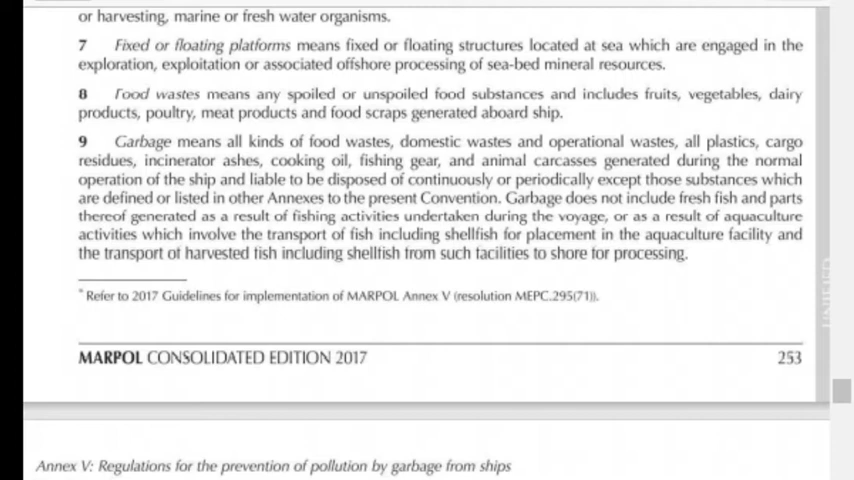 or harvesting, marine or fresh water organisms.
7 Fixed or floating platforms means fixed or floating structures located at sea which are engaged in the
exploration, exploitation or associated offshore processing of sea-bed mineral resources.
8 Food wastes means any spoiled or unspoiled food substances and includes fruits, vegetables, dairy
products, poultry, meat products and food scraps generated aboard ship.
9 Garbage means all kinds of food wastes, domestic wastes and operational wastes, all plastics, cargo
residues, incinerator ashes, cooking oil, fishing gear, and animal carcasses generated during the normal
operation of the ship and liable to be disposed of continuously or periodically except those substances which
are defined or listed in other Annexes to the present Convention. Garbage does not include fresh fish and parts
thereof generated as a result of fishing activities undertaken during the voyage, or as a result of aquaculture
activities which involve the transport of fish including shellfish for placement in the aquaculture facility and
the transport of harvested fish including shellfish from such facilities to shore for processing.
* Refer to 2017 Guidelines for implementation of MARPOL Annex V (resolution MEPC.295(71)).
MARPOL CONSOLIDATED EDITION 2017 253
Annex V: Regulations for the prevention of pollution by garbage from ships